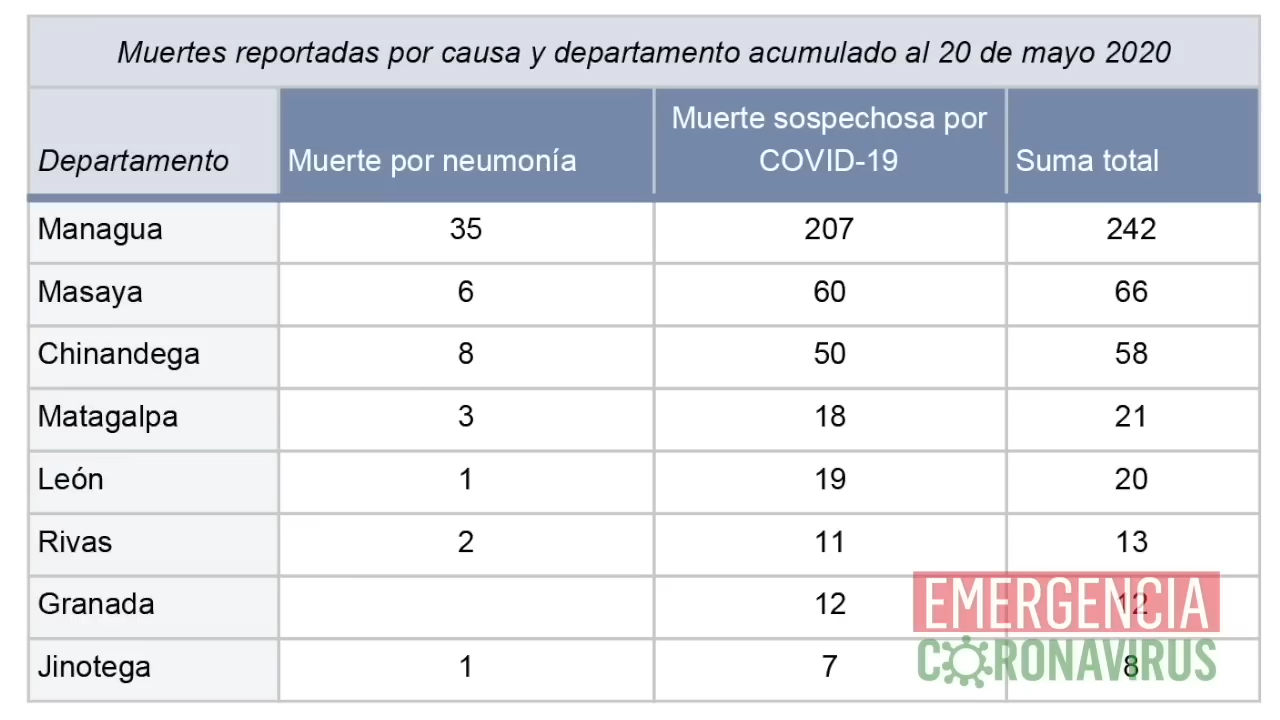 Muertes reportadas por causa y departamento acumulado al 20 de mayo 2020
Departamento Muerte por neumonía Muerte sospechosa por COVID-19 Suma total
Managua 35 207 242
Masaya 6 60 66
Chinandega 8 50 58
Matagalpa 3 18 21
León 1 19 20
Rivas 2 11 13
Granada 12 12
Jinotega 1 7 8
EMERGENCIA
CORONAVIRUS